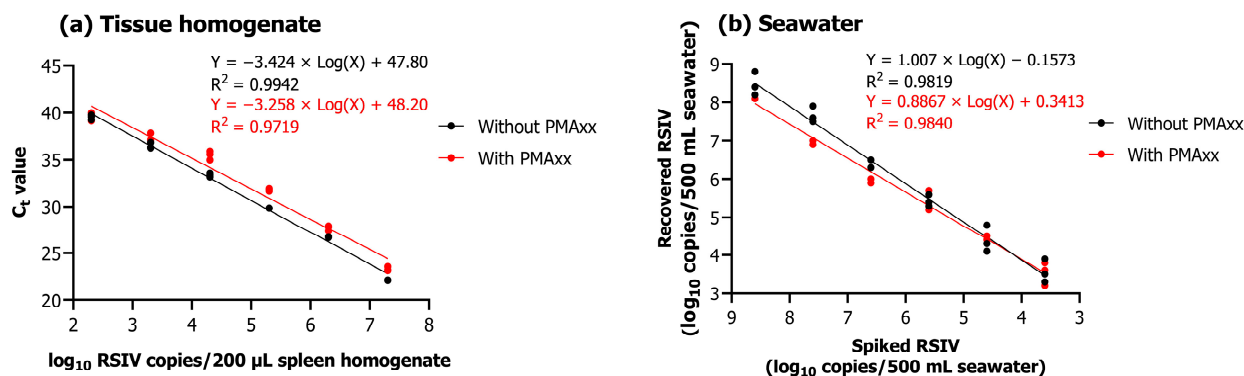 (a) Tissue homogenate
Y = −3.424 × Log(X) + 47.80
R² = 0.9942
Y = −3.258 × Log(X) + 48.20
R² = 0.9719
Without PMAxx
With PMAxx
Cₜ value
45
40
35
30
25
20
2 3 4 5 6 7 8
log₁₀ RSIV copies/200 µL spleen homogenate
(b) Seawater
Y = 1.007 × Log(X) − 0.1573
R² = 0.9819
Y = 0.8867 × Log(X) + 0.3413
R² = 0.9840
Without PMAxx
With PMAxx
Recovered RSIV
(log₁₀ copies/500 mL seawater)
9
8
7
6
5
4
3
9 8 7 6 5 4 3
Spiked RSIV
(log₁₀ copies/500 mL seawater)